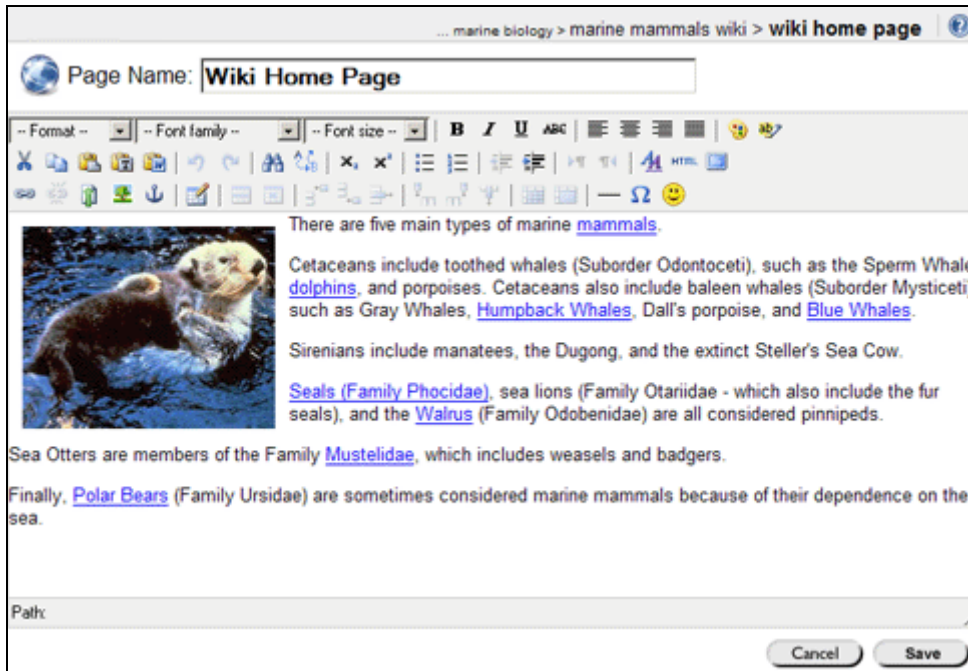 ... marine biology > marine mammals wiki > wiki home page
Page Name: Wiki Home Page
-- Format -- -- Font family -- -- Font size -- B I U ABC
HTML
There are five main types of marine mammals.
Cetaceans include toothed whales (Suborder Odontoceti), such as the Sperm Whale
dolphins, and porpoises. Cetaceans also include baleen whales (Suborder Mysticeti)
such as Gray Whales, Humpback Whales, Dall's porpoise, and Blue Whales.
Sirenians include manatees, the Dugong, and the extinct Steller's Sea Cow.
Seals (Family Phocidae), sea lions (Family Otariidae - which also include the fur
seals), and the Walrus (Family Odobenidae) are all considered pinnipeds.
Sea Otters are members of the Family Mustelidae, which includes weasels and badgers.
Finally, Polar Bears (Family Ursidae) are sometimes considered marine mammals because of their dependence on the
sea.
Path:
Cancel Save